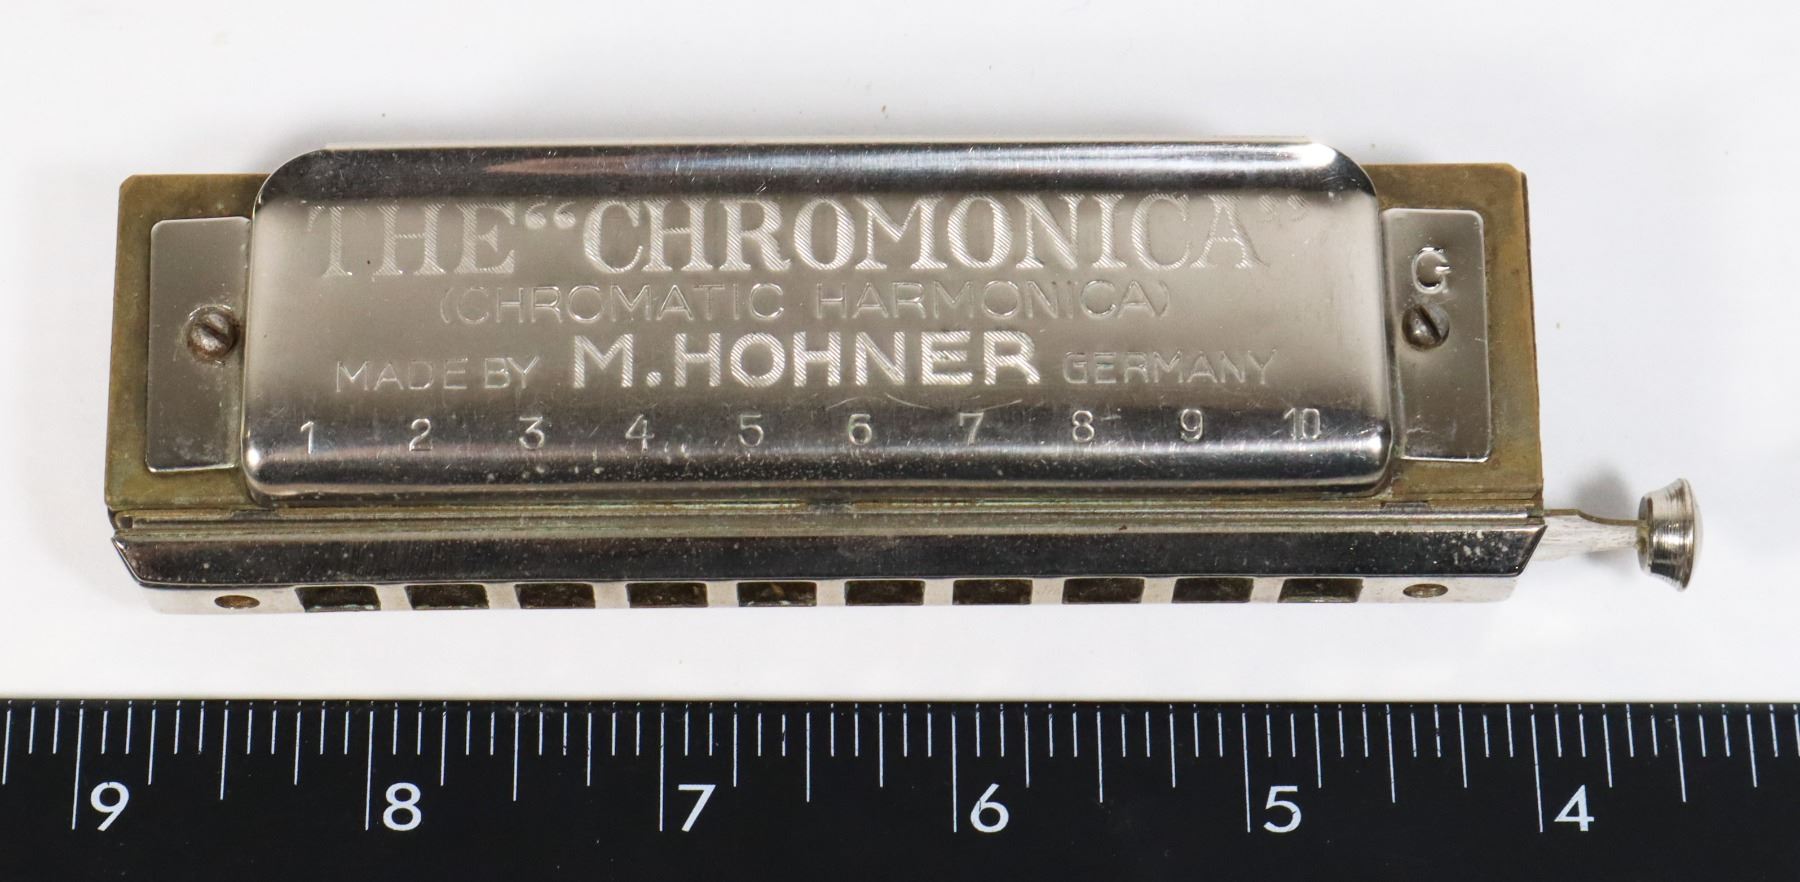 THE “CHROMONICA”
(CHROMATIC HARMONICA)
MADE BY M. HOHNER GERMANY
1 2 3 4 5 6 7 8 9 10
G
9 8 7 6 5 4